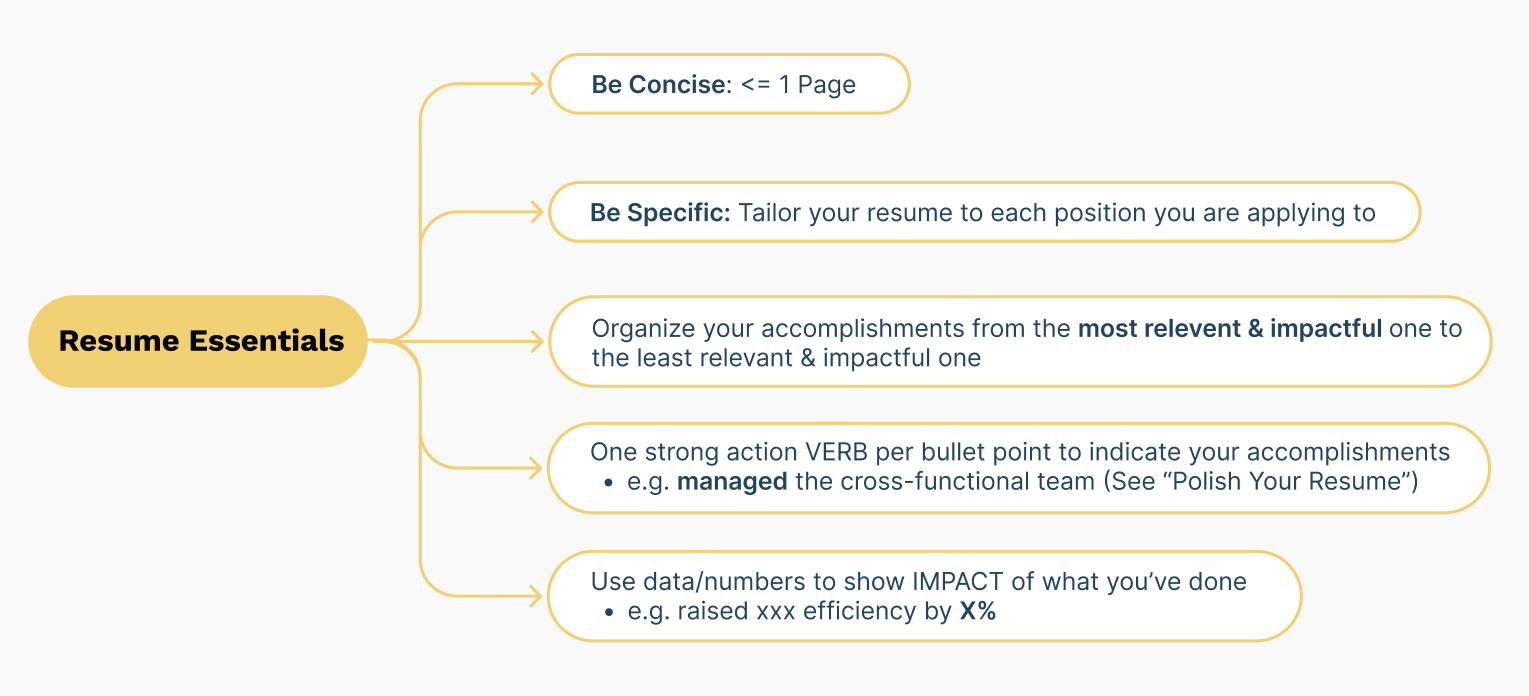 Be Concise: <= 1 Page
Be Specific: Tailor your resume to each position you are applying to
Resume Essentials
Organize your accomplishments from the most relevent & impactful one to
the least relevant & impactful one
One strong action VERB per bullet point to indicate your accomplishments
• e.g. managed the cross-functional team (See “Polish Your Resume”)
Use data/numbers to show IMPACT of what you’ve done
• e.g. raised xxx efficiency by X%